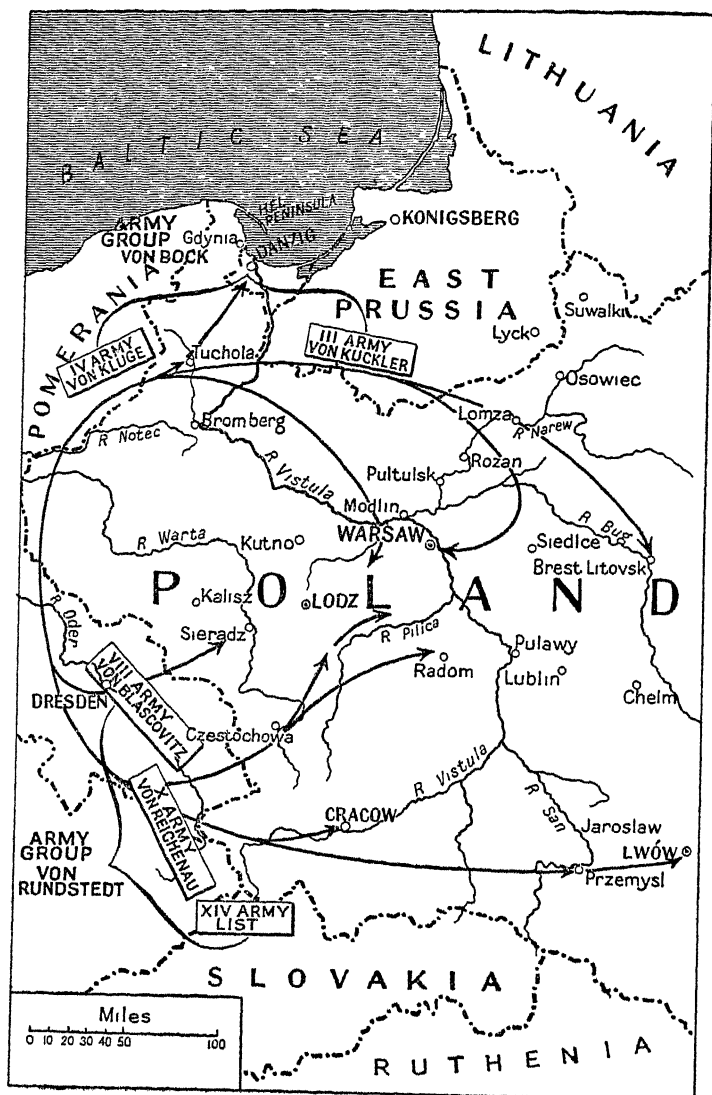 LITHUANIA
BALTIC SEA
HEL PENINSULA
ARMY
GROUP
VON BOCK
Gdynia
DANZIG
KONIGSBERG
EAST
PRUSSIA
Suwalki
Lyck
POMERANIA
IV ARMY
VON KLUGE
III ARMY
VON KUCKLER
Tuchola
Osowiec
Lomza
R Narew
Bromberg
R Notec
R Vistula
Rozan
Pultulsk
Modlin
R Warta
Kutno
WARSAW
R Bug
Siedlce
Brest Litovsk
POLAND
Kalisz
LODZ
R Oder
Sieradz
R Pilica
Pulawy
Radom
Lublin
Chelm
DRESDEN
VIII ARMY
VON BLASCOVITZ
Czestochowa
X ARMY
VON REICHENAU
R Vistula
CRACOW
R San
Jaroslaw
LWÓW
Przemysl
ARMY
GROUP
VON
RUNDSTEDT
XIV ARMY
LIST
SLOVAKIA
RUTHENIA
Miles
0 10 20 30 40 50 100